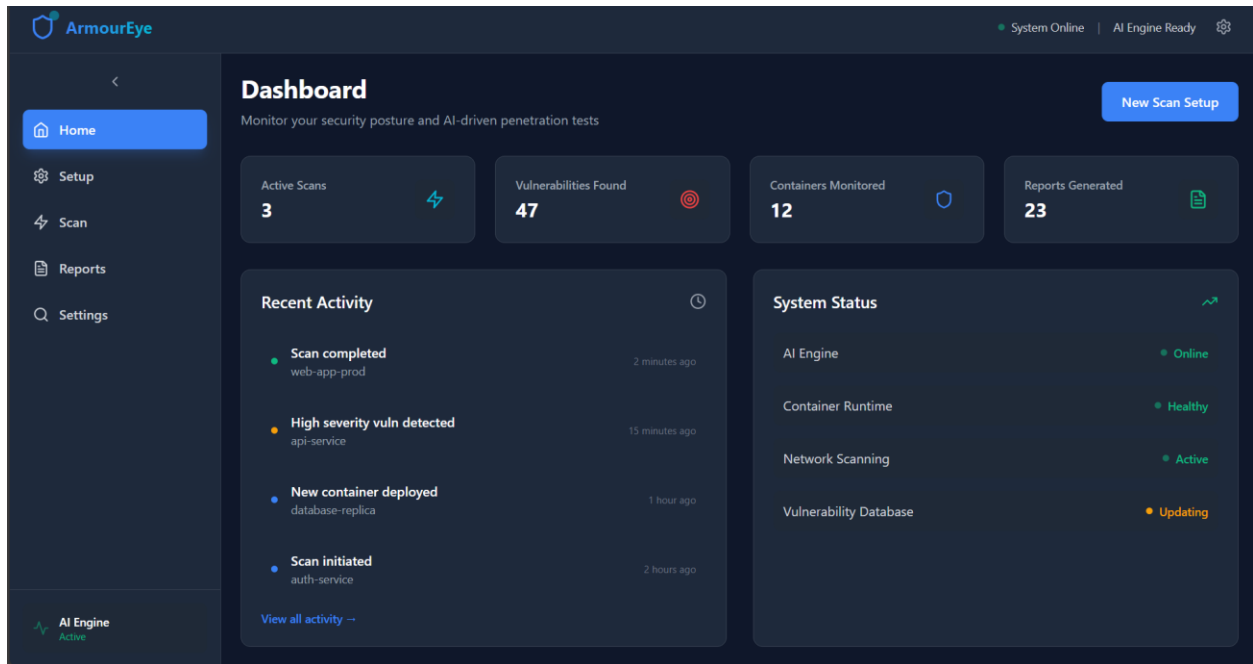 ArmourEye
System Online | AI Engine Ready
Home
Setup
Scan
Reports
Settings
AI Engine
Active
Dashboard
Monitor your security posture and AI-driven penetration tests
New Scan Setup
Active Scans
3
Vulnerabilities Found
47
Containers Monitored
12
Reports Generated
23
Recent Activity
Scan completed
2 minutes ago
web-app-prod
High severity vuln detected
15 minutes ago
api-service
New container deployed
1 hour ago
database-replica
Scan initiated
2 hours ago
auth-service
View all activity →
System Status
AI Engine Online
Container Runtime Healthy
Network Scanning Active
Vulnerability Database Updating